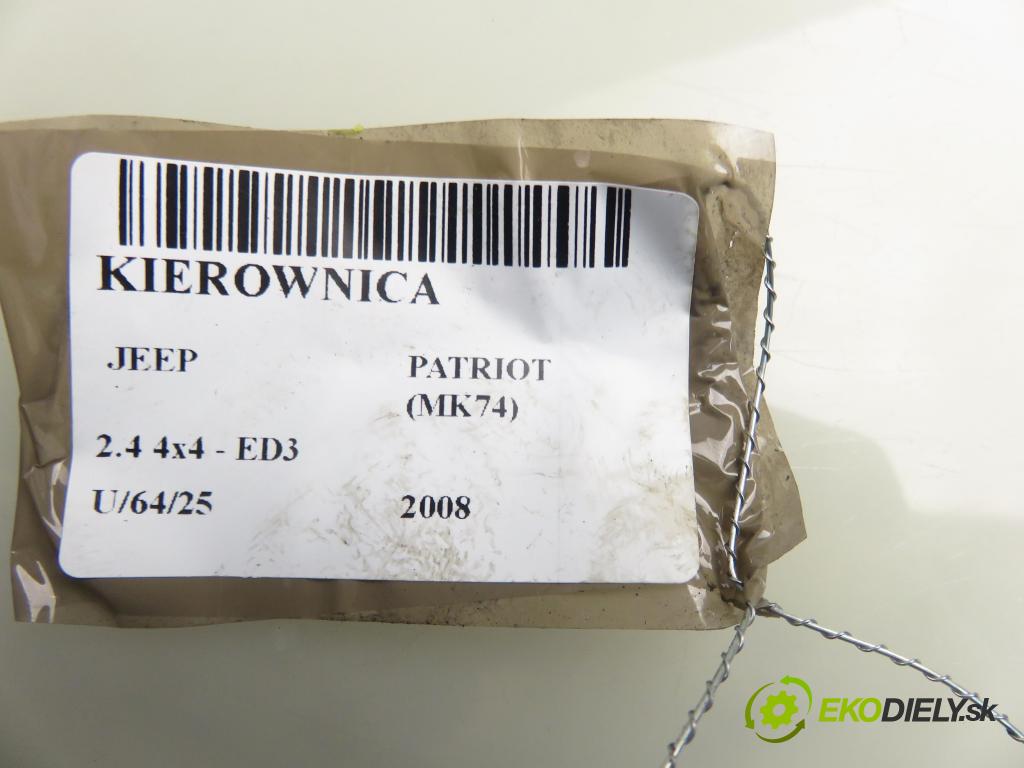 KIEROWNICA
JEEP PATRIOT
(MK74)
2.4 4x4 - ED3
U/64/25 2008
EKODIELY.sk